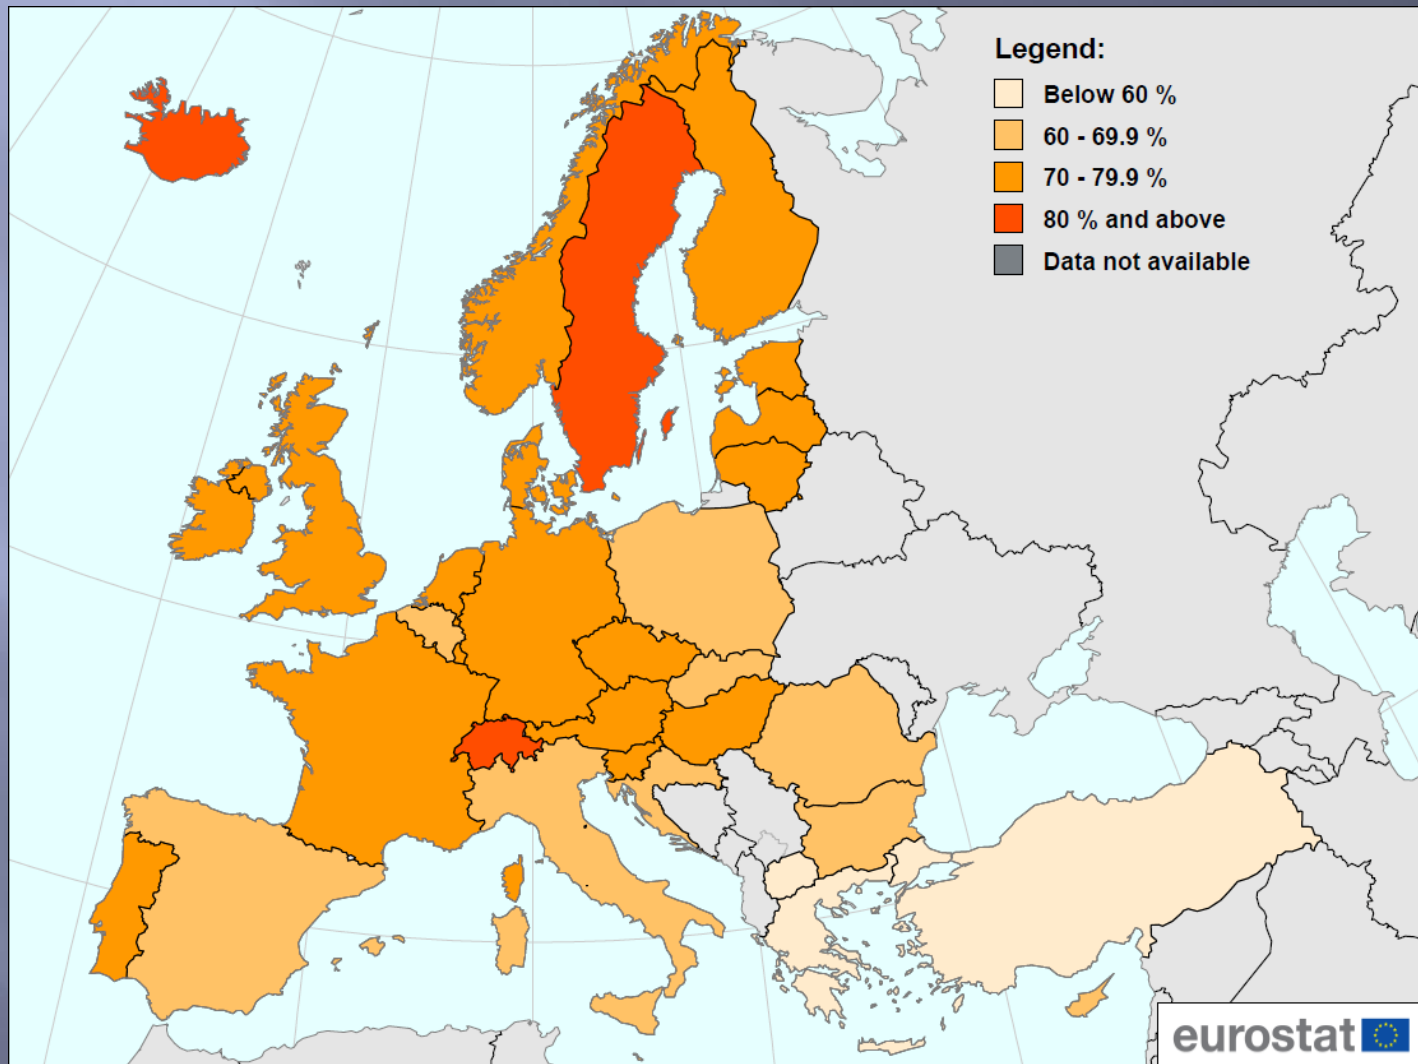 Legend:
Below 60 %
60 - 69.9 %
70 - 79.9 %
80 % and above
Data not available
eurostat